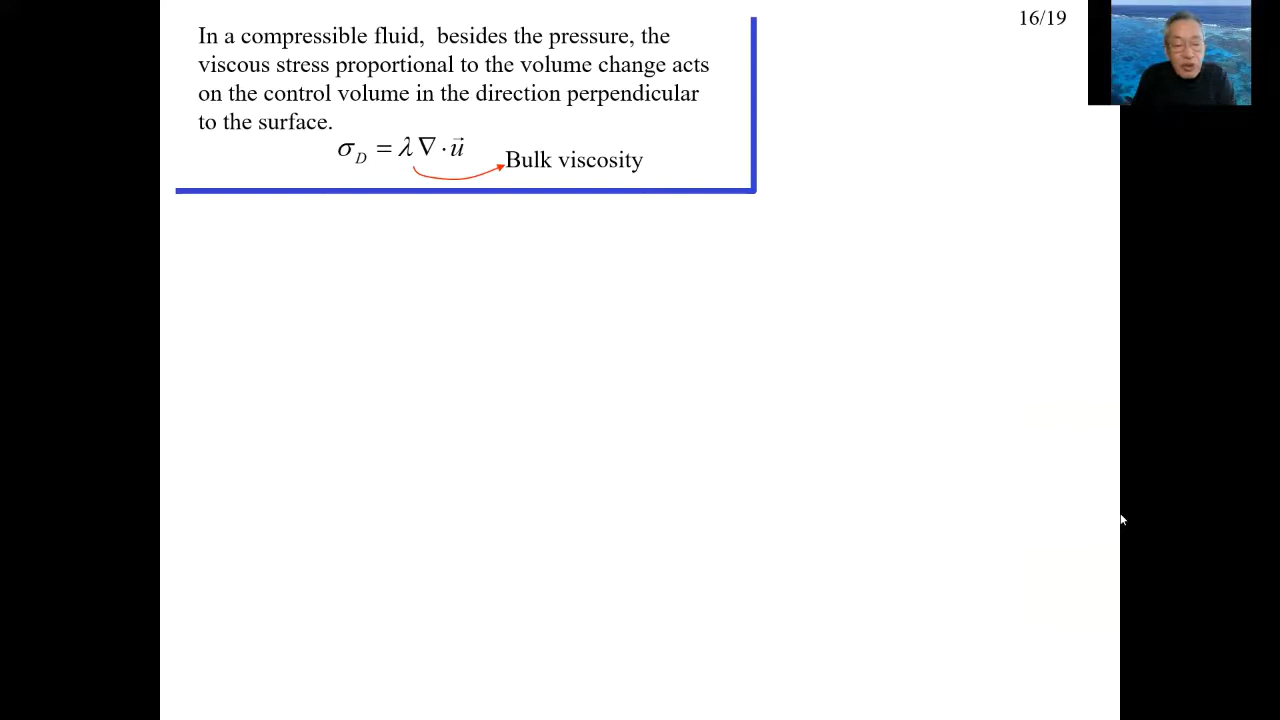 16/19
In a compressible fluid,  besides the pressure, the
viscous stress proportional to the volume change acts
on the control volume in the direction perpendicular
to the surface.
σ_D = λ∇·u⃗
Bulk viscosity